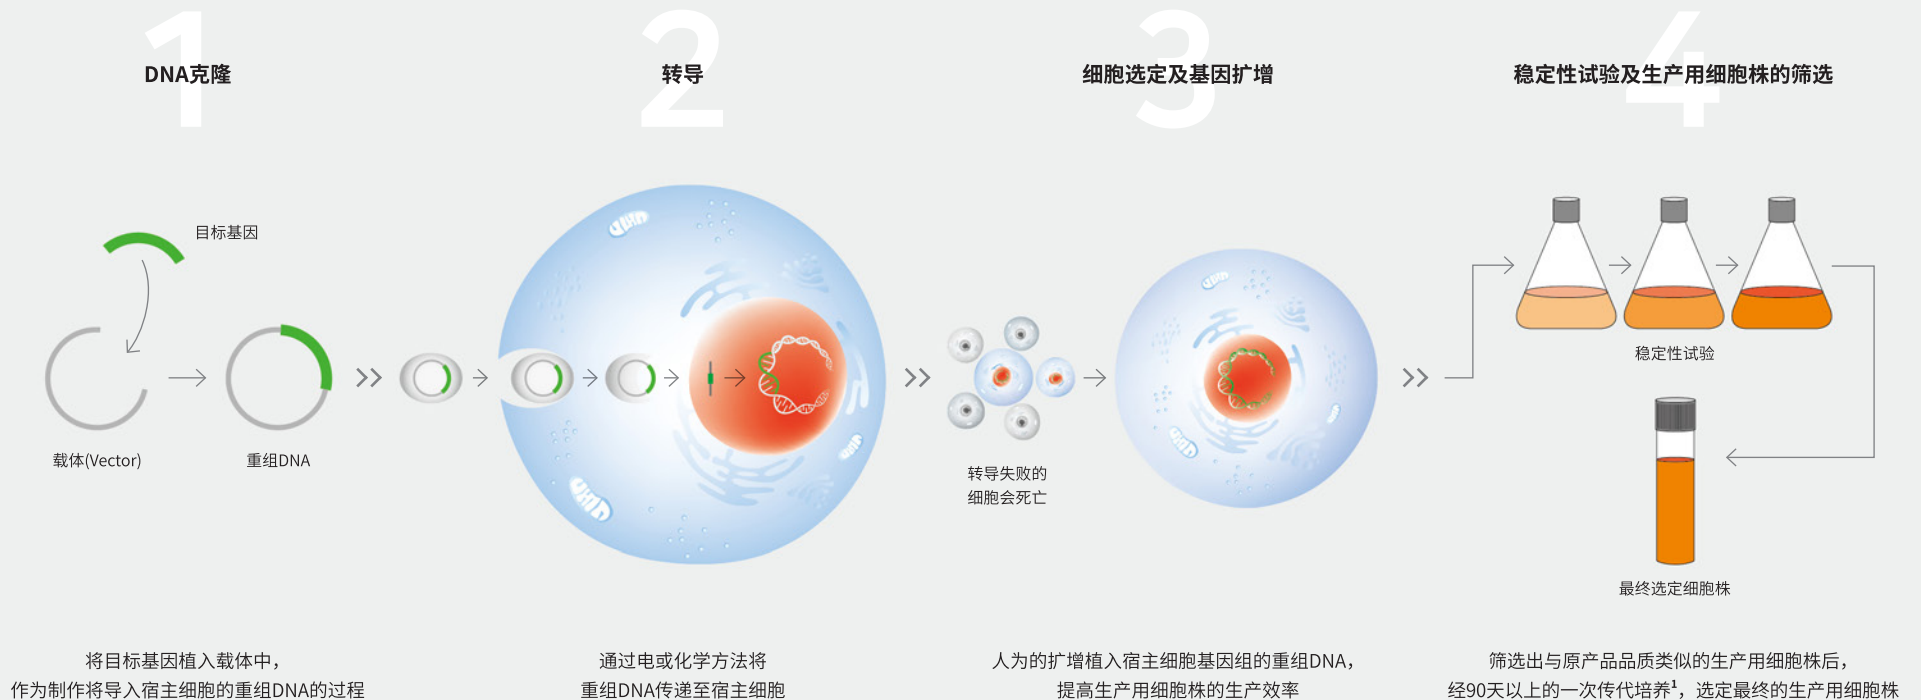 1
DNA克隆
目标基因
载体(Vector)
重组DNA
将目标基因植入载体中，
作为制作将导入宿主细胞的重组DNA的过程
2
转导
通过电或化学方法将
重组DNA传递至宿主细胞
3
细胞选定及基因扩增
转导失败的
细胞会死亡
人为的扩增植入宿主细胞基因组的重组DNA，
提高生产用细胞株的生产效率
4
稳定性试验及生产用细胞株的筛选
稳定性试验
最终选定细胞株
筛选出与原产品品质类似的生产用细胞株后，
经90天以上的一次传代培养¹，选定最终的生产用细胞株